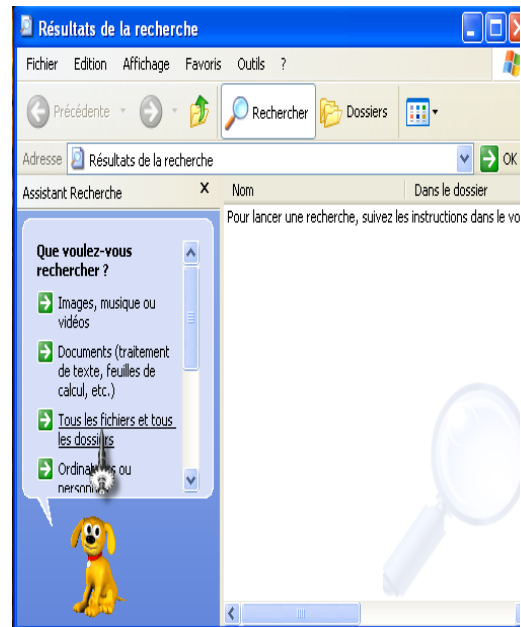 Résultats de la recherche
Fichier Edition Affichage Favoris Outils ?
Précédente Rechercher Dossiers
Adresse Résultats de la recherche OK
Assistant Recherche X Nom Dans le dossier
Pour lancer une recherche, suivez les instructions dans le vo
Que voulez-vous
rechercher ?
Images, musique ou
vidéos
Documents (traitement
de texte, feuilles de
calcul, etc.)
Tous les fichiers et tous
les dossiers
ou